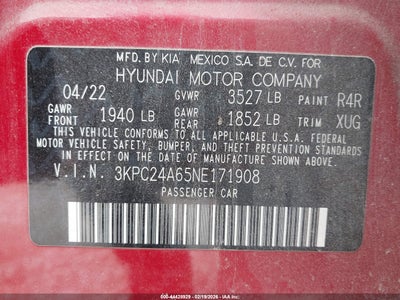 MFD. BY KIA MEXICO S.A. DE C.V. FOR
HYUNDAI MOTOR COMPANY
04/22 GVWR 3527 LB PAINT R4R
GAWR FRONT 1940 LB GAWR REAR 1852 LB TRIM XUG
THIS VEHICLE CONFORMS TO ALL APPLICABLE U.S.A. FEDERAL
MOTOR VEHICLE SAFETY, BUMPER, AND THEFT PREVENTION
STANDARDS IN EFFECT ON THE DATE OF MANUFACTURE SHOWN ABOVE.
V.I.N. 3KPC24A65NE171908
PASSENGER CAR
000-44428929 - 02/19/2026 - IAA Inc.